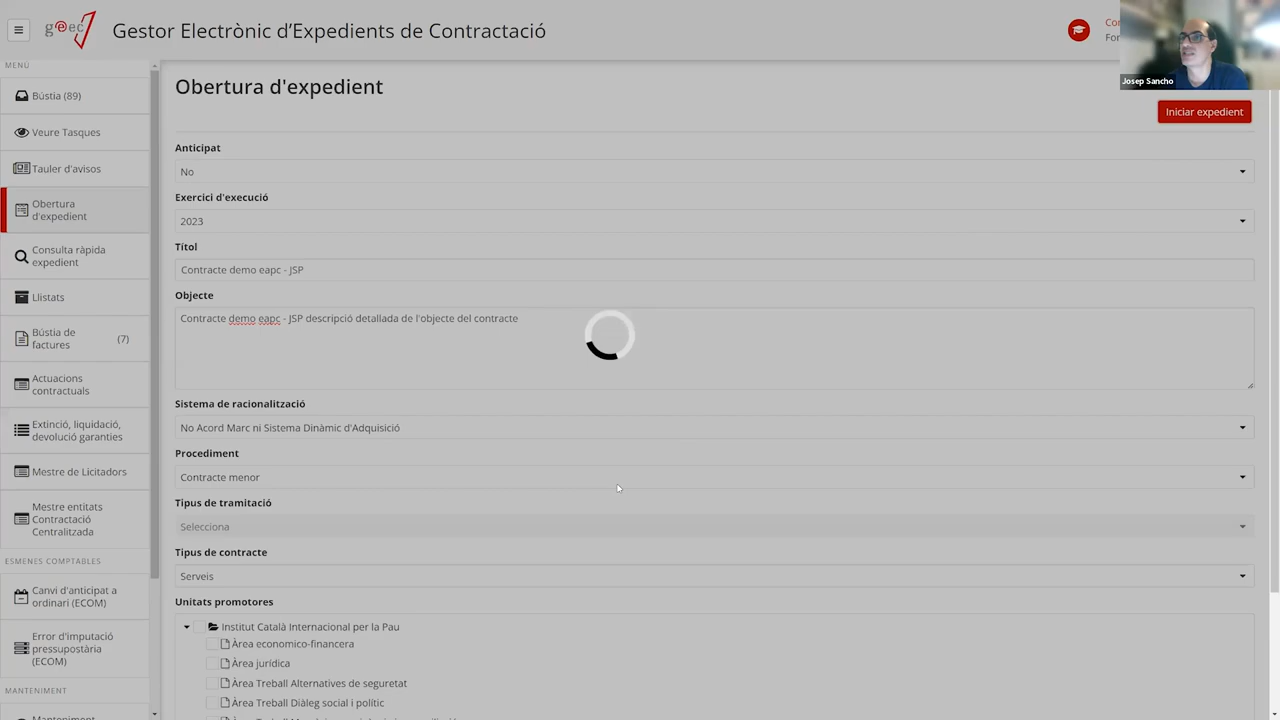 geec
Gestor Electrònic d'Expedients de Contractació
Con
For
Josep Sancho
MENÚ
Bústia (89)
Veure Tasques
Tauler d'avisos
Obertura
d'expedient
Consulta ràpida
expedient
Llistats
Bústia de
factures
(7)
Actuacions
contractuals
Extinció, liquidació,
devolució garanties
Mestre de Licitadors
Mestre entitats
Contractació
Centralitzada
ESMENES COMPTABLES
Canvi d'anticipat a
ordinari (ECOM)
Error d'imputació
pressupostària
(ECOM)
MANTENIMENT
Manteniment
Obertura d'expedient
Iniciar expedient
Anticipat
No
Exercici d'execució
2023
Títol
Contracte demo eapc - JSP
Objecte
Contracte demo eapc - JSP descripció detallada de l'objecte del contracte
Sistema de racionalització
No Acord Marc ni Sistema Dinàmic d'Adquisició
Procediment
Contracte menor
Tipus de tramitació
Selecciona
Tipus de contracte
Serveis
Unitats promotores
Institut Català Internacional per la Pau
Àrea economico-financera
Àrea jurídica
Àrea Treball Alternatives de seguretat
Àrea Treball Diàleg social i polític